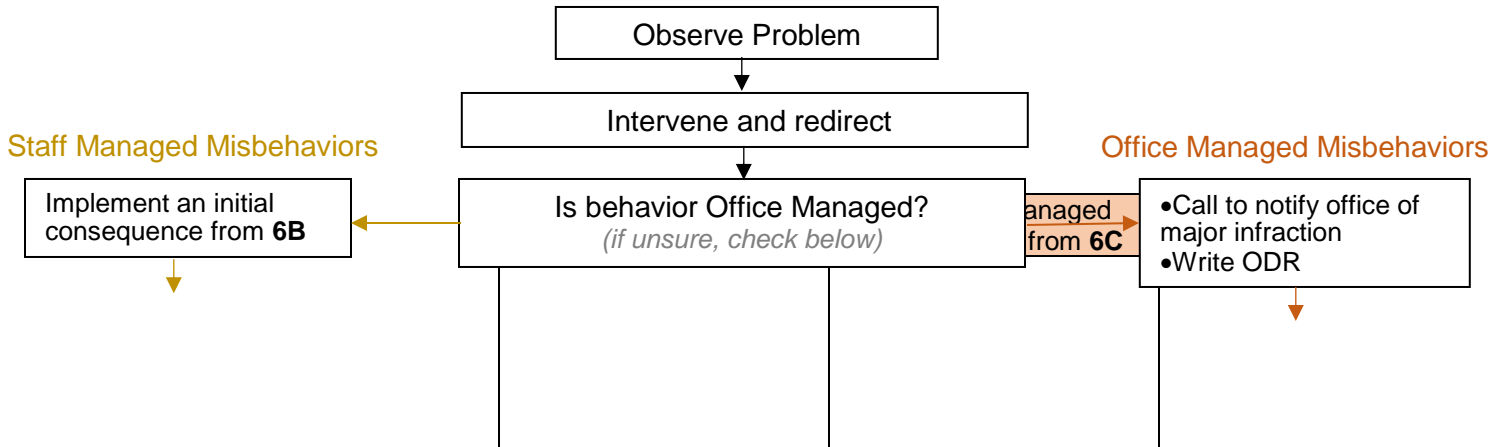 Observe Problem
Intervene and redirect
Staff Managed Misbehaviors
Office Managed Misbehaviors
Implement an initial
consequence from 6B
Is behavior Office Managed?
(if unsure, check below)
anaged
from 6C
•Call to notify office of
major infraction
•Write ODR